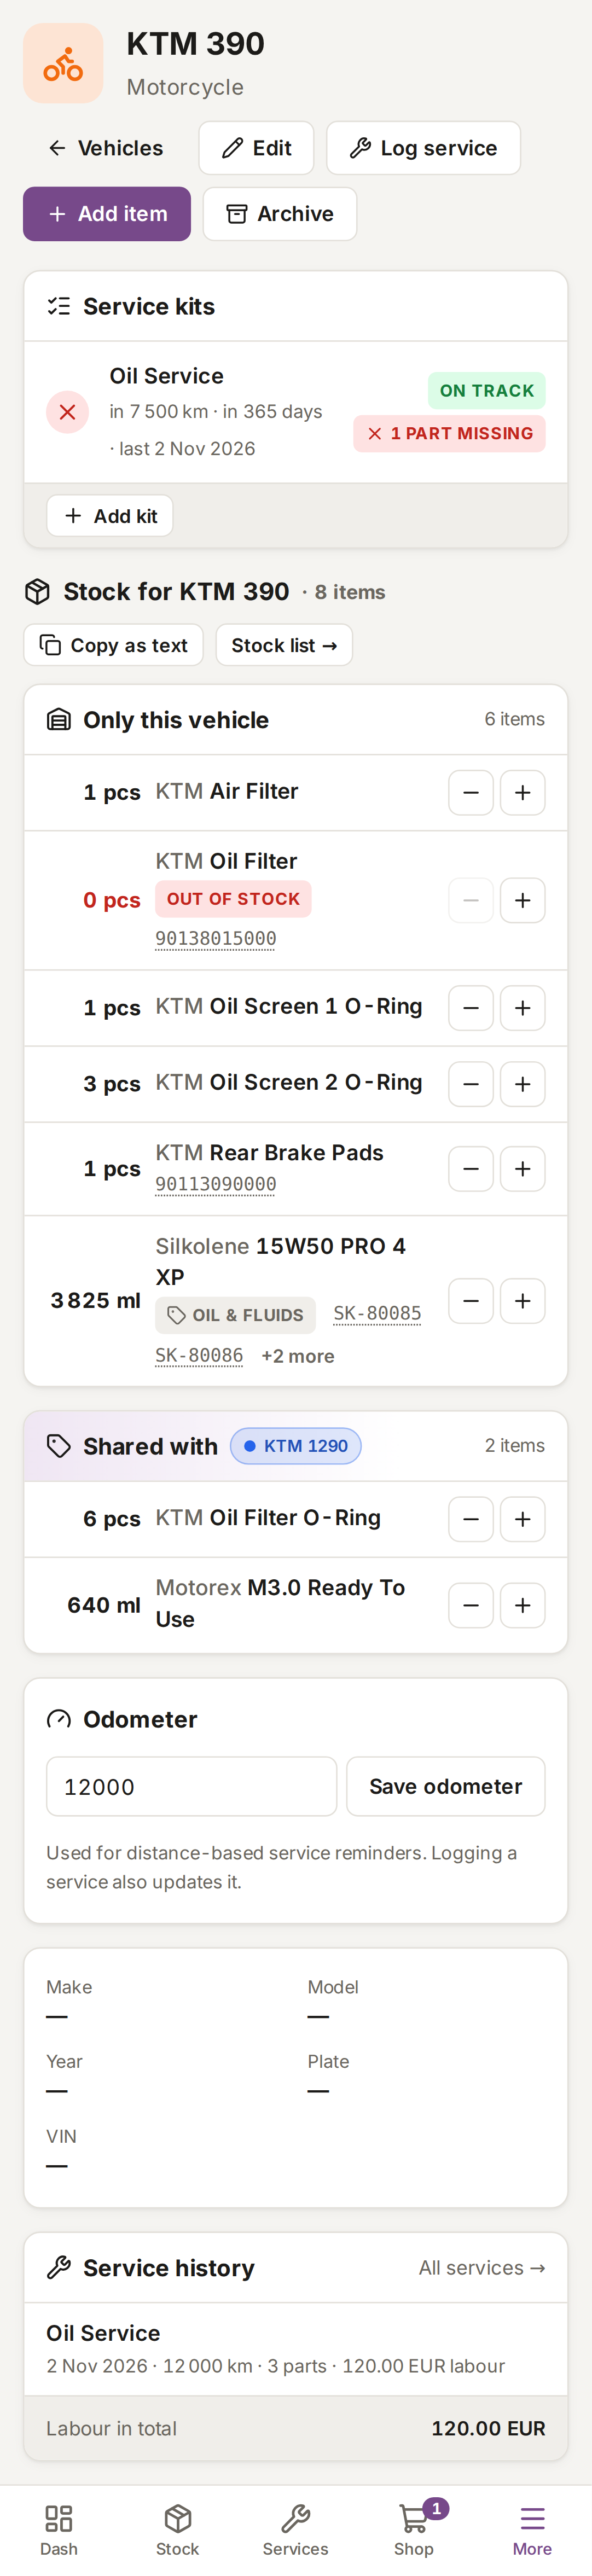 KTM 390
Motorcycle
← Vehicles
Edit
Log service
+ Add item
Archive
Service kits
Oil Service
in 7 500 km · in 365 days
· last 2 Nov 2026
ON TRACK
1 PART MISSING
+ Add kit
Stock for KTM 390 · 8 items
Copy as text
Stock list →
Only this vehicle
6 items
1 pcs
KTM Air Filter
0 pcs
KTM Oil Filter
OUT OF STOCK
90138015000
1 pcs
KTM Oil Screen 1 O-Ring
3 pcs
KTM Oil Screen 2 O-Ring
1 pcs
KTM Rear Brake Pads
90113090000
3 825 ml
Silkolene 15W50 PRO 4
XP
OIL & FLUIDS
SK-80085
SK-80086
+2 more
Shared with
KTM 1290
2 items
6 pcs
KTM Oil Filter O-Ring
640 ml
Motorex M3.0 Ready To
Use
Odometer
12000
Save odometer
Used for distance-based service reminders. Logging a
service also updates it.
Make
—
Model
—
Year
—
Plate
—
VIN
—
Service history
All services →
Oil Service
2 Nov 2026 · 12 000 km · 3 parts · 120.00 EUR labour
Labour in total
120.00 EUR
1
Dash
Stock
Services
Shop
More